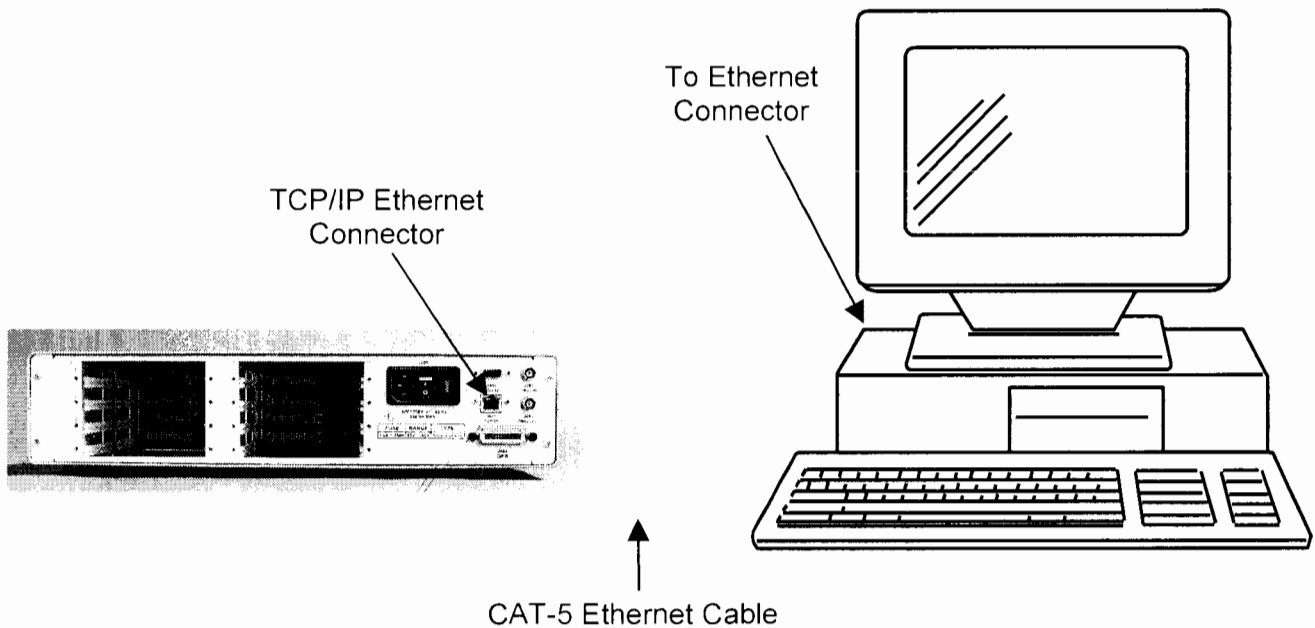 To Ethernet
Connector
TCP/IP Ethernet
Connector
CAT-5 Ethernet Cable